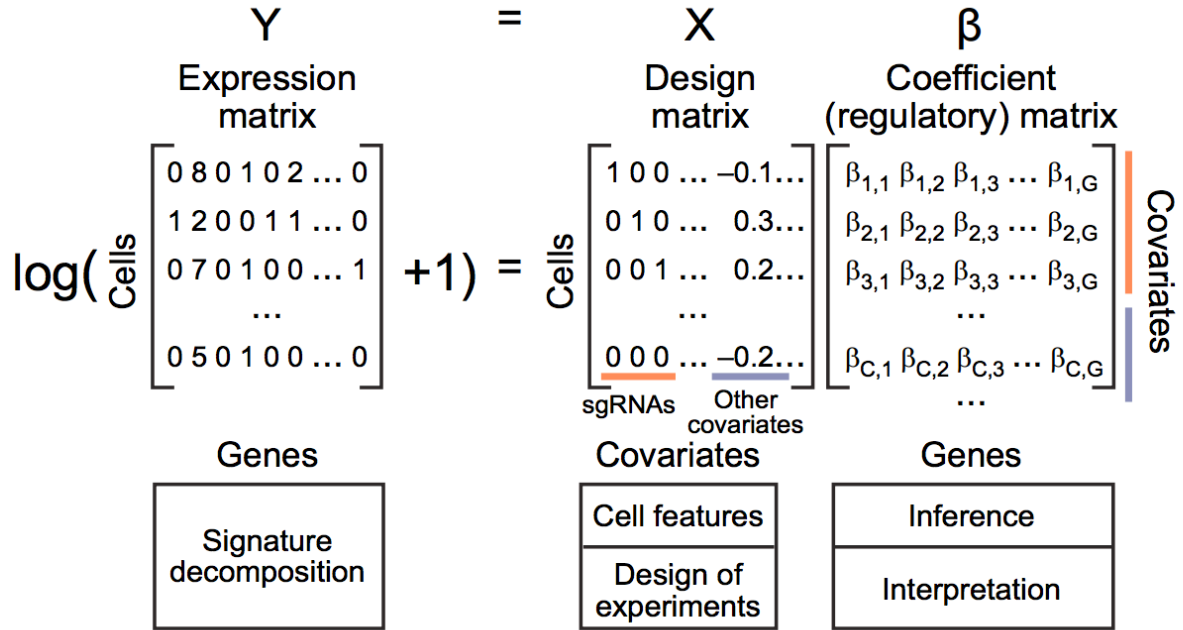 Y = X β
Expression matrix
Design matrix
Coefficient (regulatory) matrix
log( Cells
0 8 0 1 0 2 ... 0
1 2 0 0 1 1 ... 0
0 7 0 1 0 0 ... 1
...
0 5 0 1 0 0 ... 0
+1) =
Cells
1 0 0 ... –0.1...
0 1 0 ... 0.3...
0 0 1 ... 0.2...
...
0 0 0 ... –0.2...
β1,1 β1,2 β1,3 ... β1,G
β2,1 β2,2 β2,3 ... β2,G
β3,1 β3,2 β3,3 ... β3,G
...
βC,1 βC,2 βC,3 ... βC,G
...
Covariates
sgRNAs
Other
covariates
Genes
Covariates
Genes
Signature
decomposition
Cell features
Design of
experiments
Inference
Interpretation